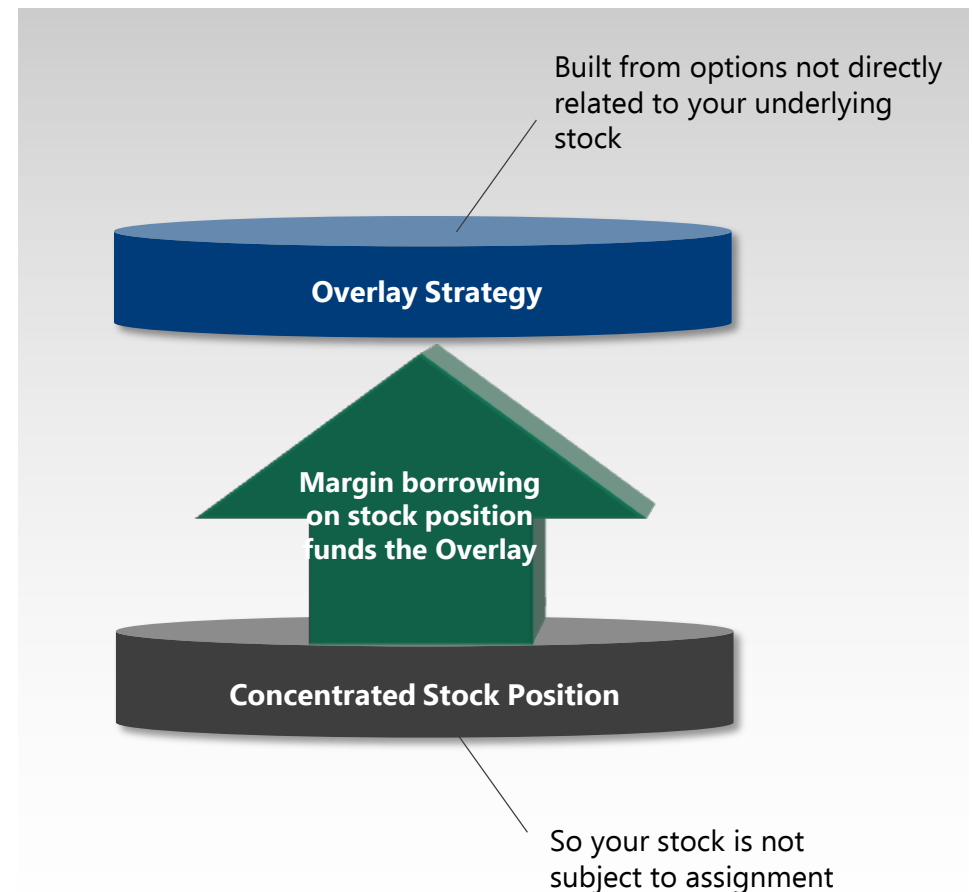 Built from options not directly
related to your underlying
stock
Overlay Strategy
Margin borrowing
on stock position
funds the Overlay
Concentrated Stock Position
So your stock is not
subject to assignment